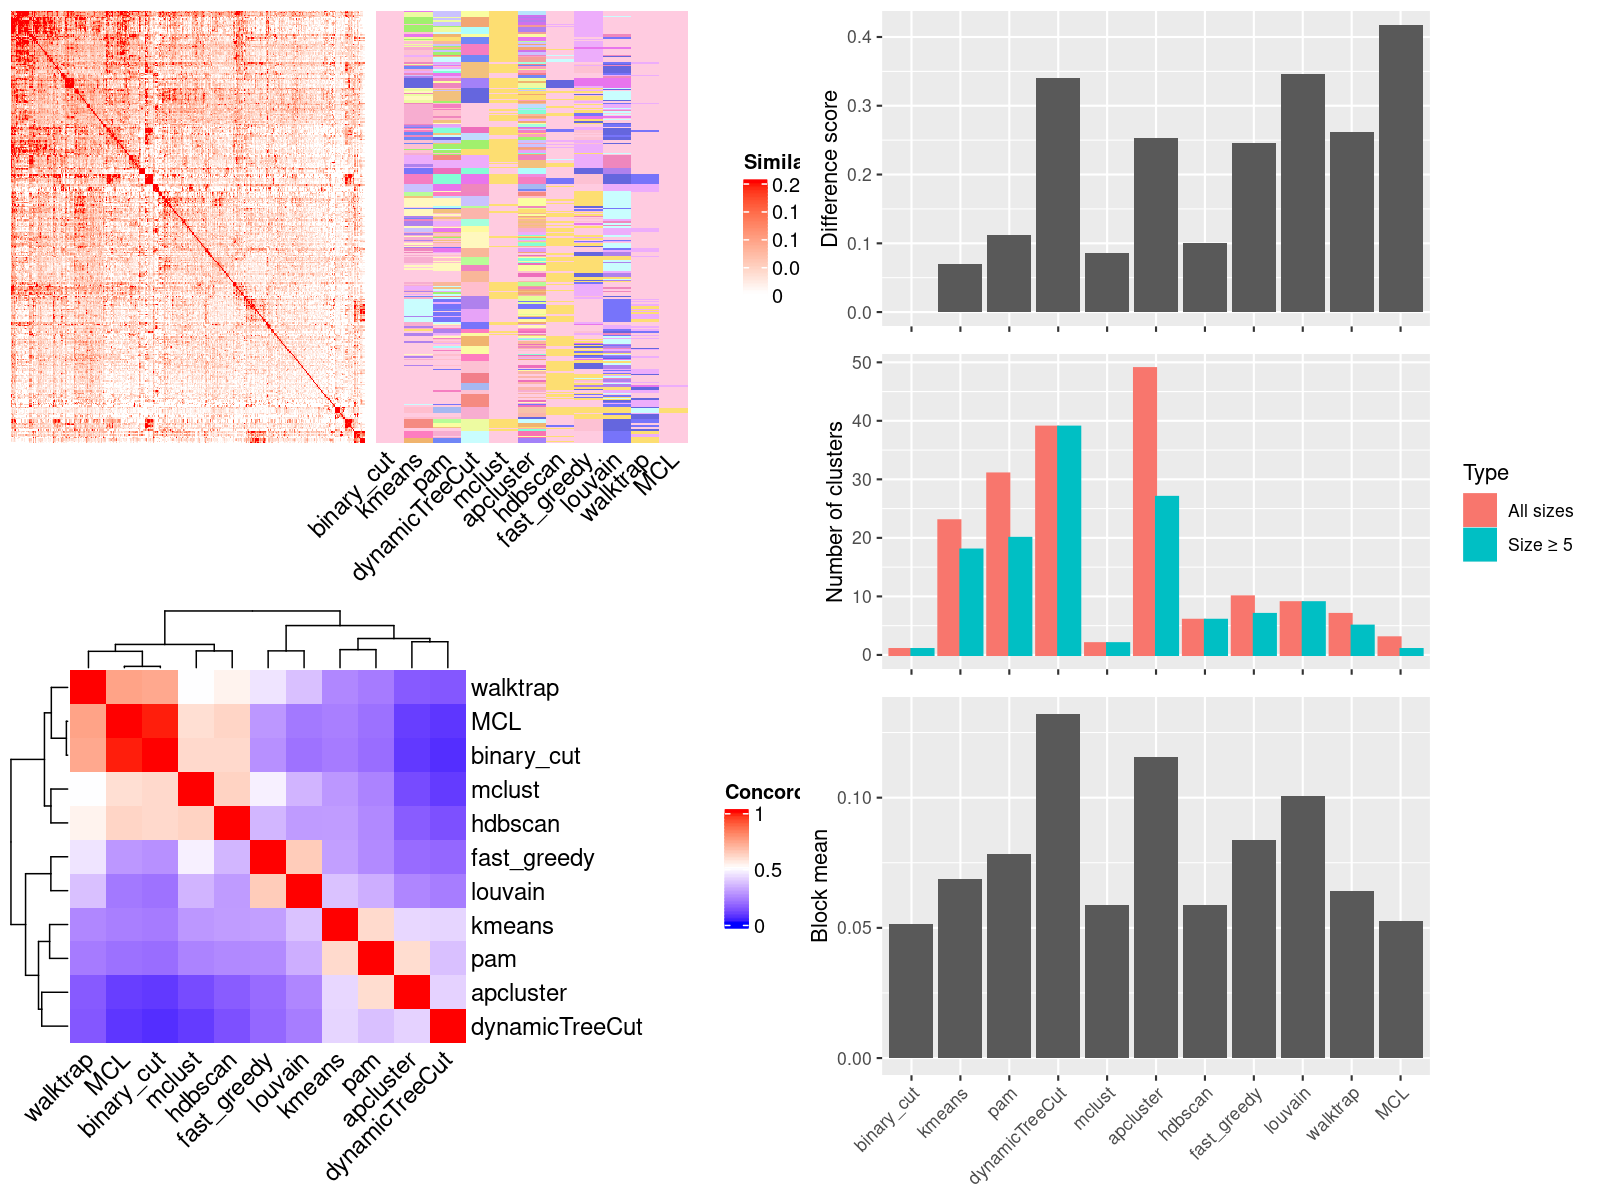 Simila
0.2
0.1
0.1
0.0
0
binary_cut
kmeans
pam
dynamicTreeCut
mclust
apcluster
hdbscan
fast_greedy
louvain
walktrap
MCL
walktrap
MCL
binary_cut
mclust
hdbscan
fast_greedy
louvain
kmeans
pam
apcluster
dynamicTreeCut
walktrap
MCL
binary_cut
mclust
hdbscan
fast_greedy
louvain
kmeans
pam
apcluster
dynamicTreeCut
Concord
1
0.5
0
Difference score
0.4
0.3
0.2
0.1
0.0
Number of clusters
50
40
30
20
10
0
Type
All sizes
Size ≥ 5
Block mean
0.10
0.05
0.00
binary_cut
kmeans
pam
dynamicTreeCut
mclust
apcluster
hdbscan
fast_greedy
louvain
walktrap
MCL